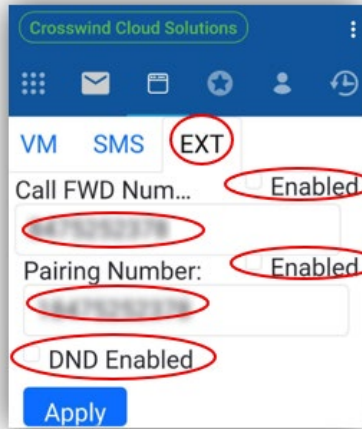 Crosswind Cloud Solutions
VM SMS EXT
Call FWD Num... Enabled
Pairing Number: Enabled
DND Enabled
Apply